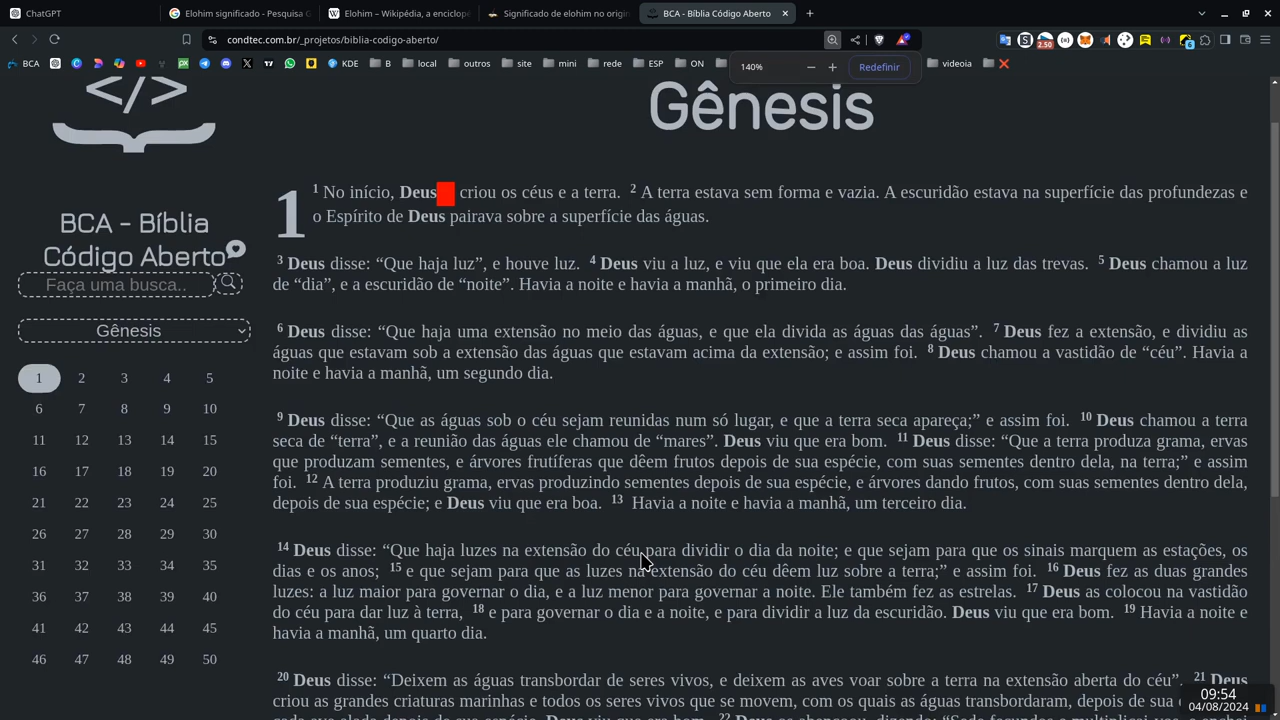 ChatGPT
Elohim significado - Pesquisa G
Elohim – Wikipédia, a enciclopé
Significado de elohim no origin
BCA - Bíblia Código Aberto
condtec.com.br/_projetos/biblia-codigo-aberto/
2.50
6
BCA
KDE
B
local
outros
site
mini
rede
ESP
ON
videoia
140%
Redefinir
</>
BCA - Bíblia
Código Aberto
Faça uma busca..
Gênesis
1 2 3 4 5
6 7 8 9 10
11 12 13 14 15
16 17 18 19 20
21 22 23 24 25
26 27 28 29 30
31 32 33 34 35
36 37 38 39 40
41 42 43 44 45
46 47 48 49 50
Gênesis
1
1 No início, Deus criou os céus e a terra. 2 A terra estava sem forma e vazia. A escuridão estava na superfície das profundezas e
o Espírito de Deus pairava sobre a superfície das águas.
3 Deus disse: “Que haja luz”, e houve luz. 4 Deus viu a luz, e viu que ela era boa. Deus dividiu a luz das trevas. 5 Deus chamou a luz
de “dia”, e a escuridão de “noite”. Havia a noite e havia a manhã, o primeiro dia.
6 Deus disse: “Que haja uma extensão no meio das águas, e que ela divida as águas das águas”. 7 Deus fez a extensão, e dividiu as
águas que estavam sob a extensão das águas que estavam acima da extensão; e assim foi. 8 Deus chamou a vastidão de “céu”. Havia a
noite e havia a manhã, um segundo dia.
9 Deus disse: “Que as águas sob o céu sejam reunidas num só lugar, e que a terra seca apareça;” e assim foi. 10 Deus chamou a terra
seca de “terra”, e a reunião das águas ele chamou de “mares”. Deus viu que era bom. 11 Deus disse: “Que a terra produza grama, ervas
que produzam sementes, e árvores frutíferas que dêem frutos depois de sua espécie, com suas sementes dentro dela, na terra;” e assim
foi. 12 A terra produziu grama, ervas produzindo sementes depois de sua espécie, e árvores dando frutos, com suas sementes dentro dela,
depois de sua espécie; e Deus viu que era boa. 13 Havia a noite e havia a manhã, um terceiro dia.
14 Deus disse: “Que haja luzes na extensão do céu para dividir o dia da noite; e que sejam para que os sinais marquem as estações, os
dias e os anos; 15 e que sejam para que as luzes na extensão do céu dêem luz sobre a terra;” e assim foi. 16 Deus fez as duas grandes
luzes: a luz maior para governar o dia, e a luz menor para governar a noite. Ele também fez as estrelas. 17 Deus as colocou na vastidão
do céu para dar luz à terra, 18 e para governar o dia e a noite, e para dividir a luz da escuridão. Deus viu que era bom. 19 Havia a noite e
havia a manhã, um quarto dia.
20 Deus disse: “Deixem as águas transbordar de seres vivos, e deixem as aves voar sobre a terra na extensão aberta do céu”. 21 Deus
criou as grandes criaturas marinhas e todos os seres vivos que se movem, com os quais as águas transbordaram, depois de sua
09:54
04/08/2024